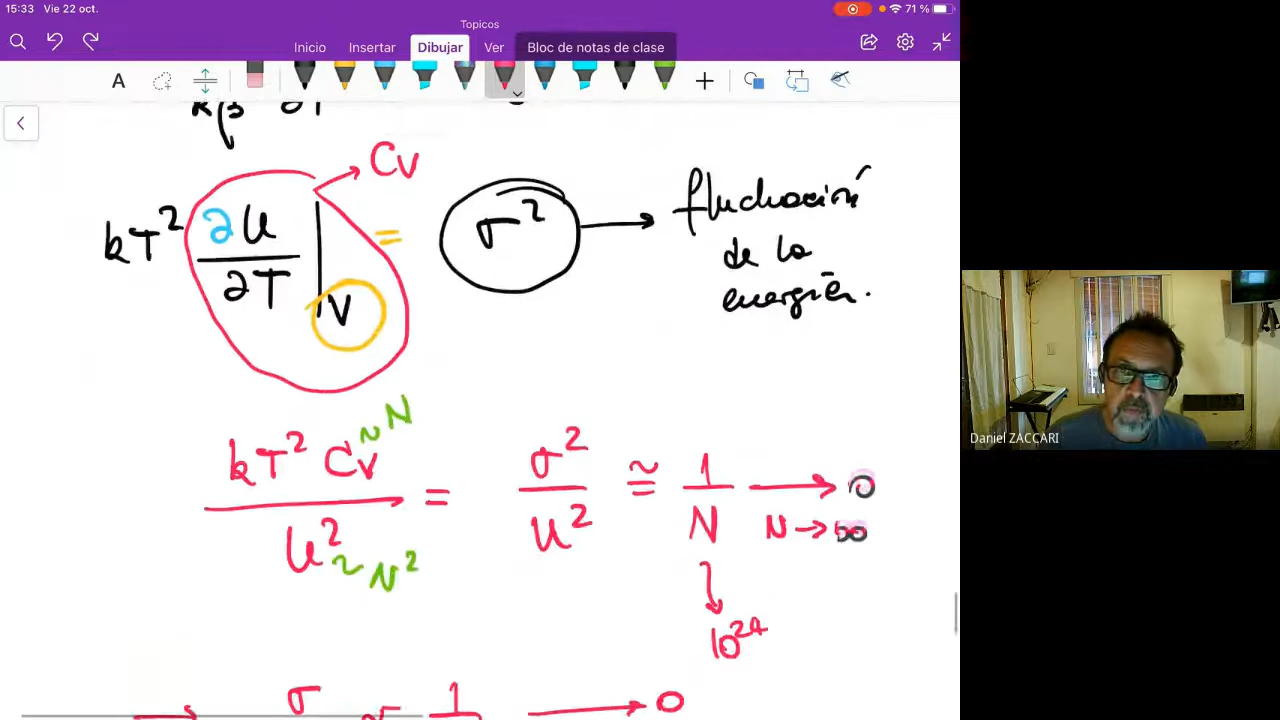 15:33 Vie 22 oct.
71 %
Topicos
Inicio Insertar Dibujar Ver Bloc de notas de clase
A
∂T
Cv
kT² ∂U/∂T |V = σ² → fluctuación
de la
energía.
kT² Cv ~N / U² ~N² = σ²/U² ≅ 1/N → 0
N → ∞
10²⁴
σ ~ 1 → 0
Daniel ZACCARI